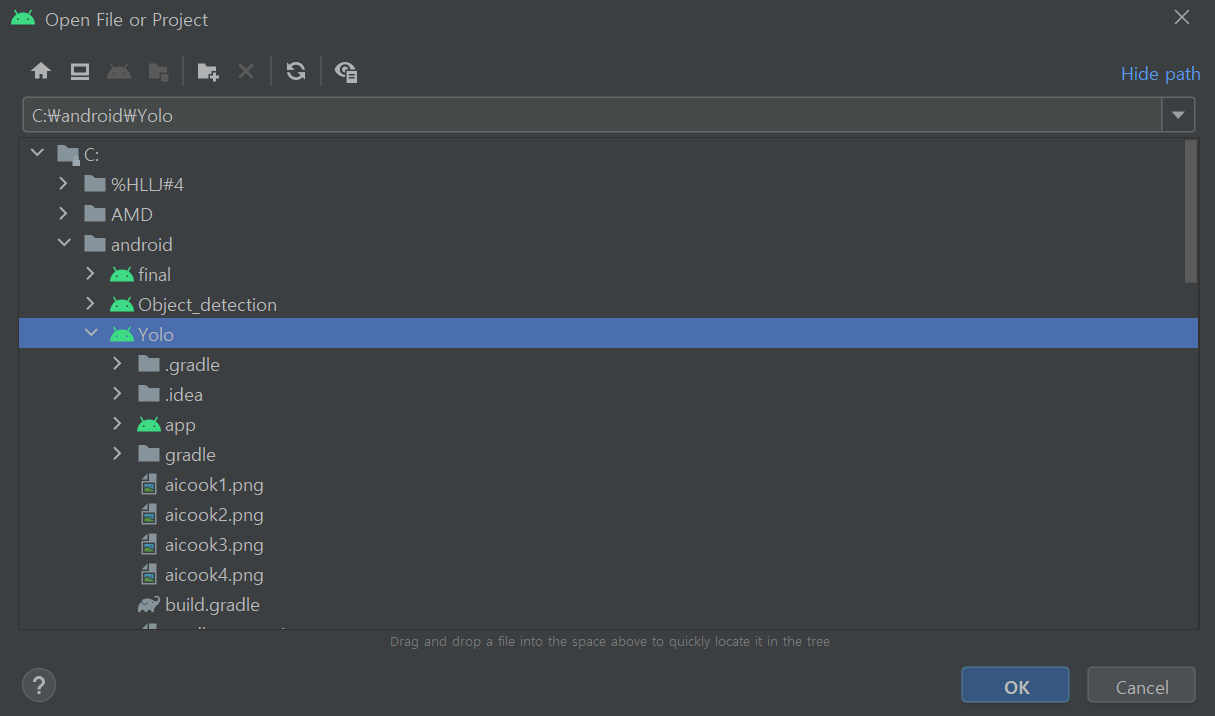 Open File or Project
Hide path
C:₩android₩Yolo
C:
%HLLJ#4
AMD
android
final
Object_detection
Yolo
.gradle
.idea
app
gradle
aicook1.png
aicook2.png
aicook3.png
aicook4.png
build.gradle
Drag and drop a file into the space above to quickly locate it in the tree
?
OK
Cancel